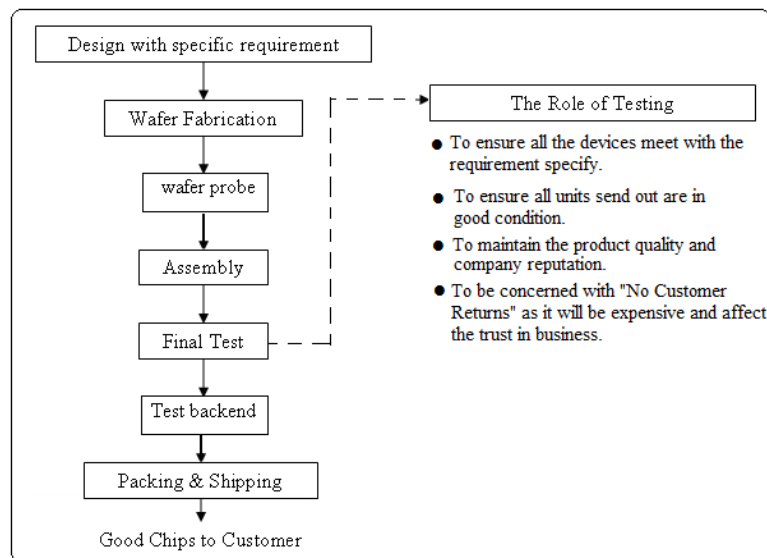 Design with specific requirement
Wafer Fabrication
wafer probe
Assembly
Final Test
Test backend
Packing & Shipping
Good Chips to Customer
The Role of Testing
● To ensure all the devices meet with the
requirement specify.
● To ensure all units send out are in
good condition.
● To maintain the product quality and
company reputation.
● To be concerned with "No Customer
Returns" as it will be expensive and affect
the trust in business.